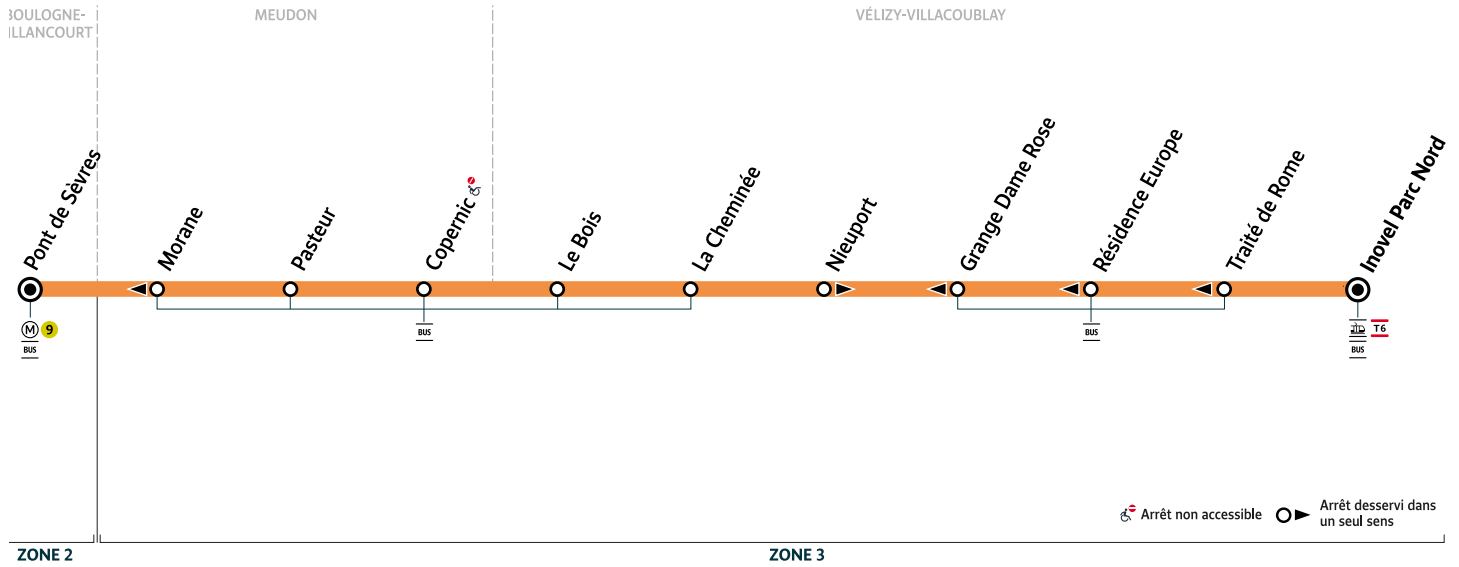 BOULOGNE-
ILLANCOURT
MEUDON
VÉLIZY-VILLACOUBLAY
Pont de Sèvres
Morane
Pasteur
Copernic
Le Bois
La Cheminée
Nieuport
Grange Dame Rose
Résidence Europe
Traité de Rome
Inovel Parc Nord
M 9
BUS
BUS
BUS
T6
BUS
Arrêt non accessible
Arrêt desservi dans
un seul sens
ZONE 2
ZONE 3